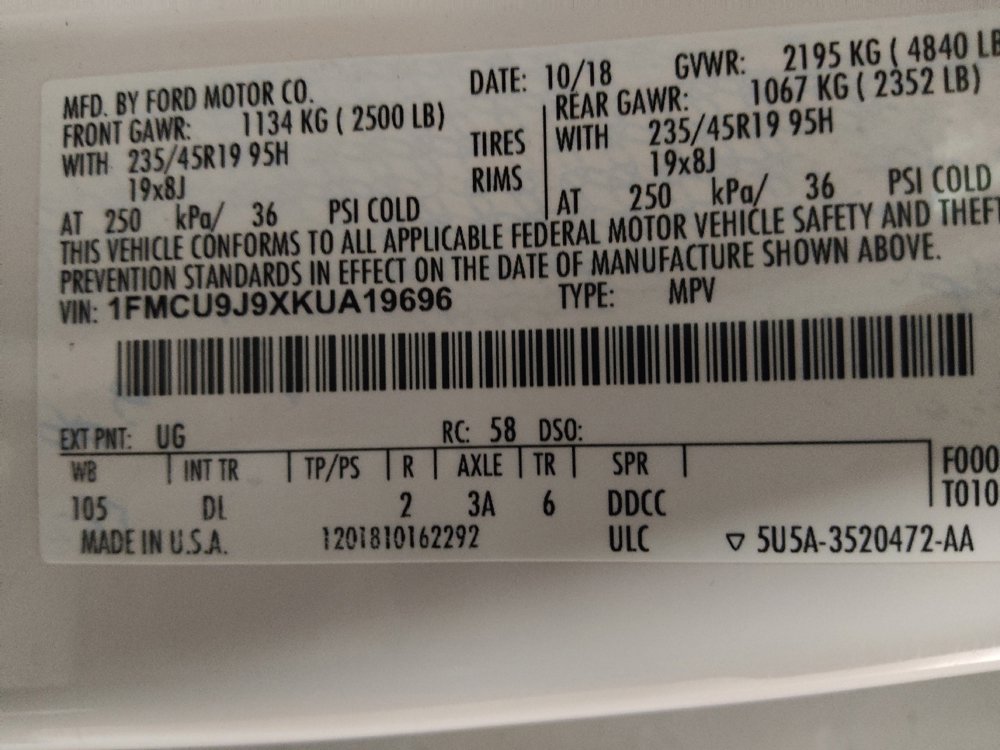 MFD. BY FORD MOTOR CO. DATE: 10/18 GVWR: 2195 KG ( 4840 LB
FRONT GAWR: 1134 KG ( 2500 LB) REAR GAWR: 1067 KG ( 2352 LB)
WITH 235/45R19 95H TIRES WITH 235/45R19 95H
19x8J RIMS 19x8J
AT 250 kPa/ 36 PSI COLD AT 250 kPa/ 36 PSI COLD
THIS VEHICLE CONFORMS TO ALL APPLICABLE FEDERAL MOTOR VEHICLE SAFETY AND THEFT
PREVENTION STANDARDS IN EFFECT ON THE DATE OF MANUFACTURE SHOWN ABOVE.
VIN: 1FMCU9J9XKUA19696 TYPE: MPV
EXT PNT: UG RC: 58 DSO:
WB INT TR TP/PS R AXLE TR SPR F000
105 DL 2 3A 6 DDCC T010
MADE IN U.S.A. 1201810162292 ULC ▽ 5U5A-3520472-AA